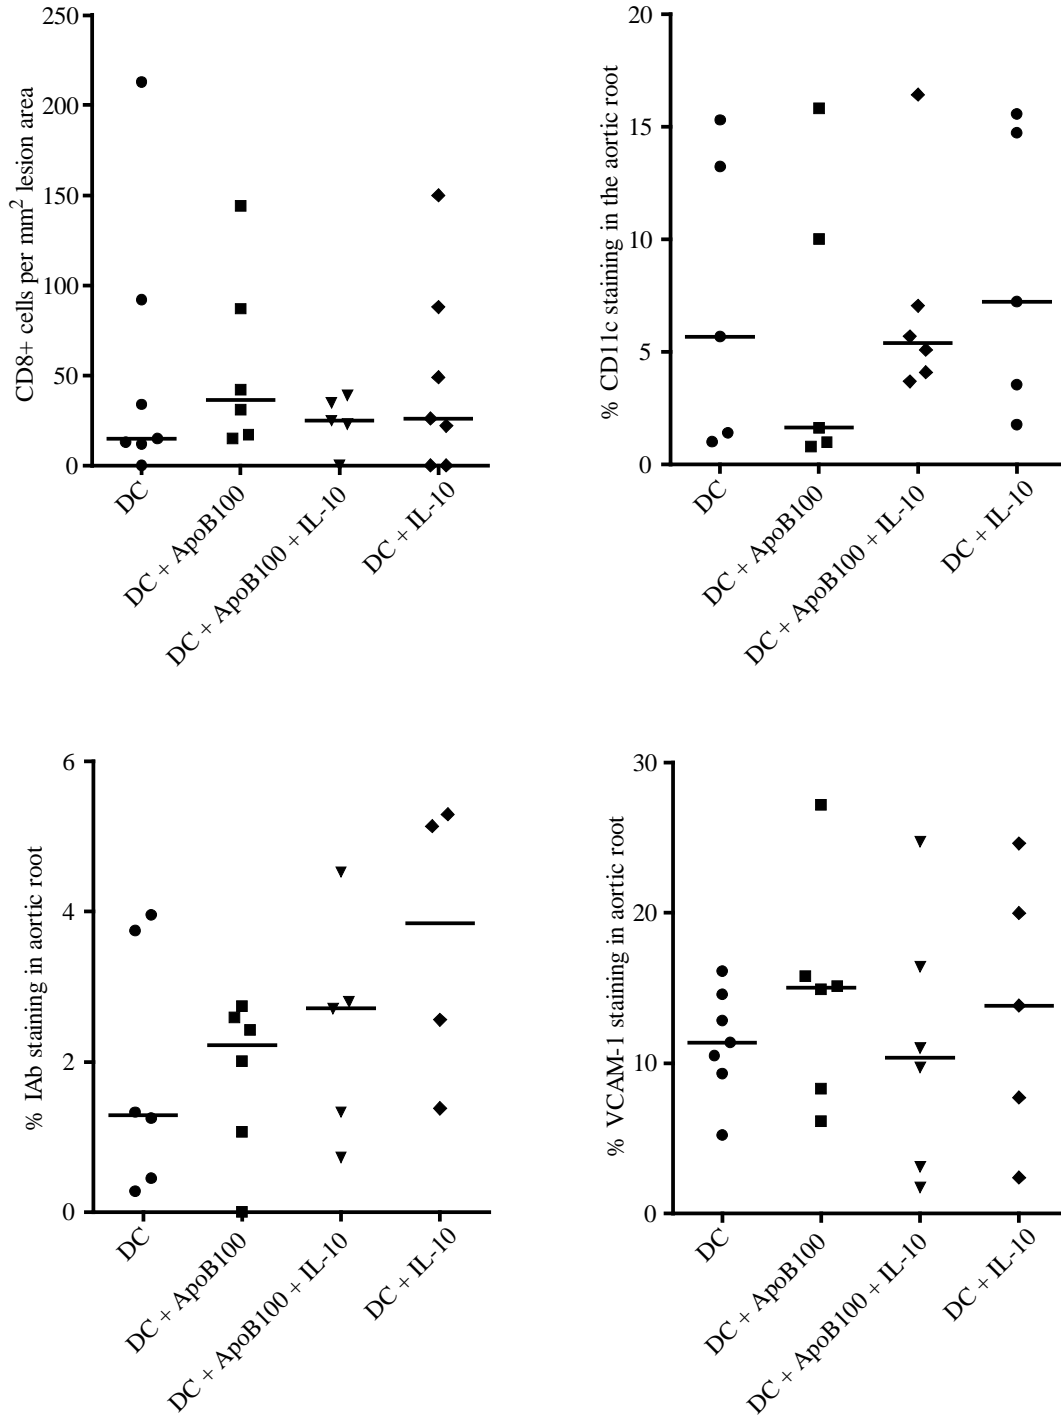 250
200
150
100
50
0
CD8+ cells per mm² lesion area
DC
DC + ApoB100
DC + ApoB100 + IL-10
DC + IL-10
20
15
10
5
0
% CD11c staining in the aortic root
DC
DC + ApoB100
DC + ApoB100 + IL-10
DC + IL-10
6
4
2
0
% IAb staining in aortic root
DC
DC + ApoB100
DC + ApoB100 + IL-10
DC + IL-10
30
20
10
0
% VCAM-1 staining in aortic root
DC
DC + ApoB100
DC + ApoB100 + IL-10
DC + IL-10